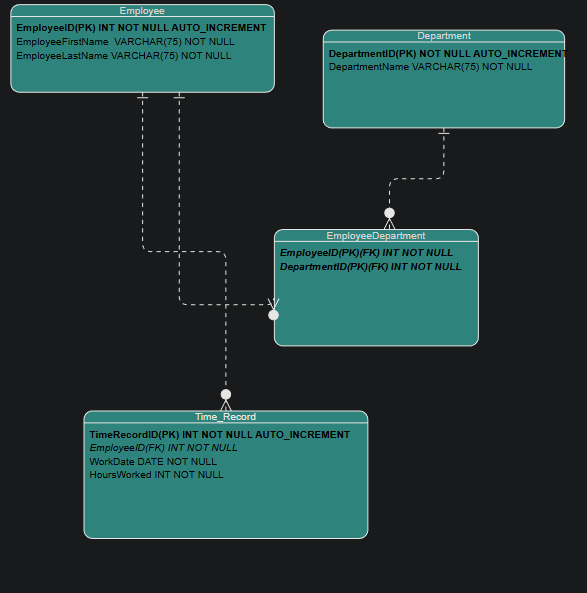 Employee
EmployeeID(PK) INT NOT NULL AUTO_INCREMENT
EmployeeFirstName  VARCHAR(75) NOT NULL
EmployeeLastName VARCHAR(75) NOT NULL
Department
DepartmentID(PK) NOT NULL AUTO_INCREMENT
DepartmentName VARCHAR(75) NOT NULL
EmployeeDepartment
EmployeeID(PK)(FK) INT NOT NULL
DepartmentID(PK)(FK) INT NOT NULL
Time_Record
TimeRecordID(PK) INT NOT NULL AUTO_INCREMENT
EmployeeID(FK) INT NOT NULL
WorkDate DATE NOT NULL
HoursWorked INT NOT NULL